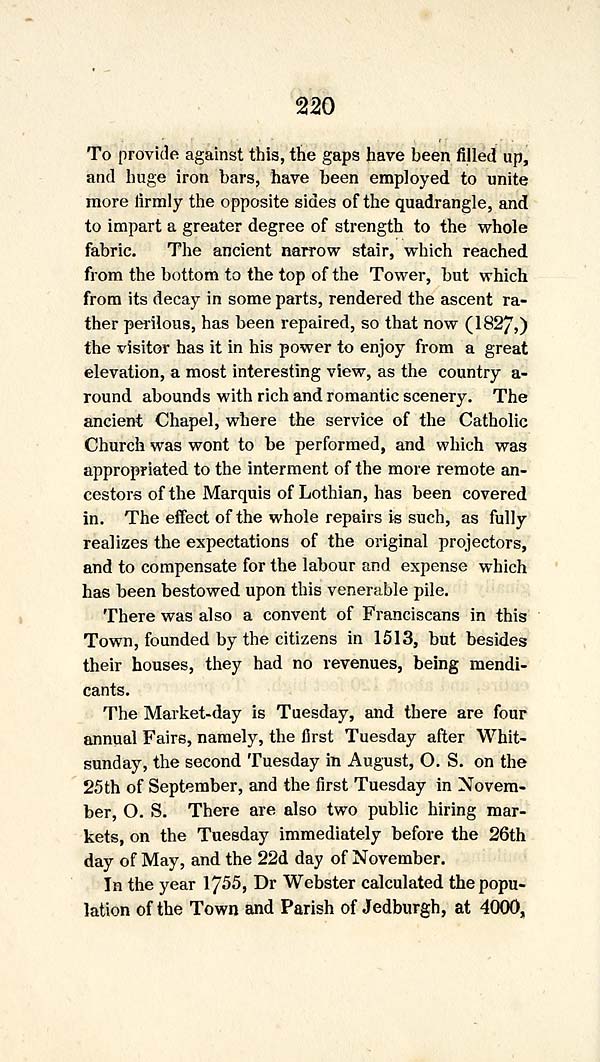 220
To provide against this, the gaps have been filled up,
and huge iron bars, have been employed to unite
more firmly the opposite sides of the quadrangle, and
to impart a greater degree of strength to the whole
fabric. The ancient narrow stair, which reached
from the bottom to the top of the Tower, but which
from its decay in some parts, rendered the ascent ra-
ther perilous, has been repaired, so that now (1827,)
the visitor has it in his power to enjoy from a great
elevation, a most interesting view, as the country a-
round abounds with rich and romantic scenery. The
ancient Chapel, where the service of the Catholic
Church was wont to be performed, and which was
appropriated to the interment of the more remote an-
cestors of the Marquis of Lothian, has been covered
in. The effect of the whole repairs is such, as fully
realizes the expectations of the original projectors,
and to compensate for the labour and expense which
has been bestowed upon this venerable pile.
There was also a convent of Franciscans in this
Town, founded by the citizens in 1513, but besides
their houses, they had no revenues, being mendi-
cants.
The Market-day is Tuesday, and there are four
annual Fairs, namely, the first Tuesday after Whit-
sunday, the second Tuesday in August, O. S. on the
25th of September, and the first Tuesday in Novem-
ber, O. S. There are also two public hiring mar-
kets, on the Tuesday immediately before the 26th
day of May, and the 22d day of November.
In the year 1755, Dr Webster calculated the popu-
lation of the Town and Parish of Jedburgh, at 4000,